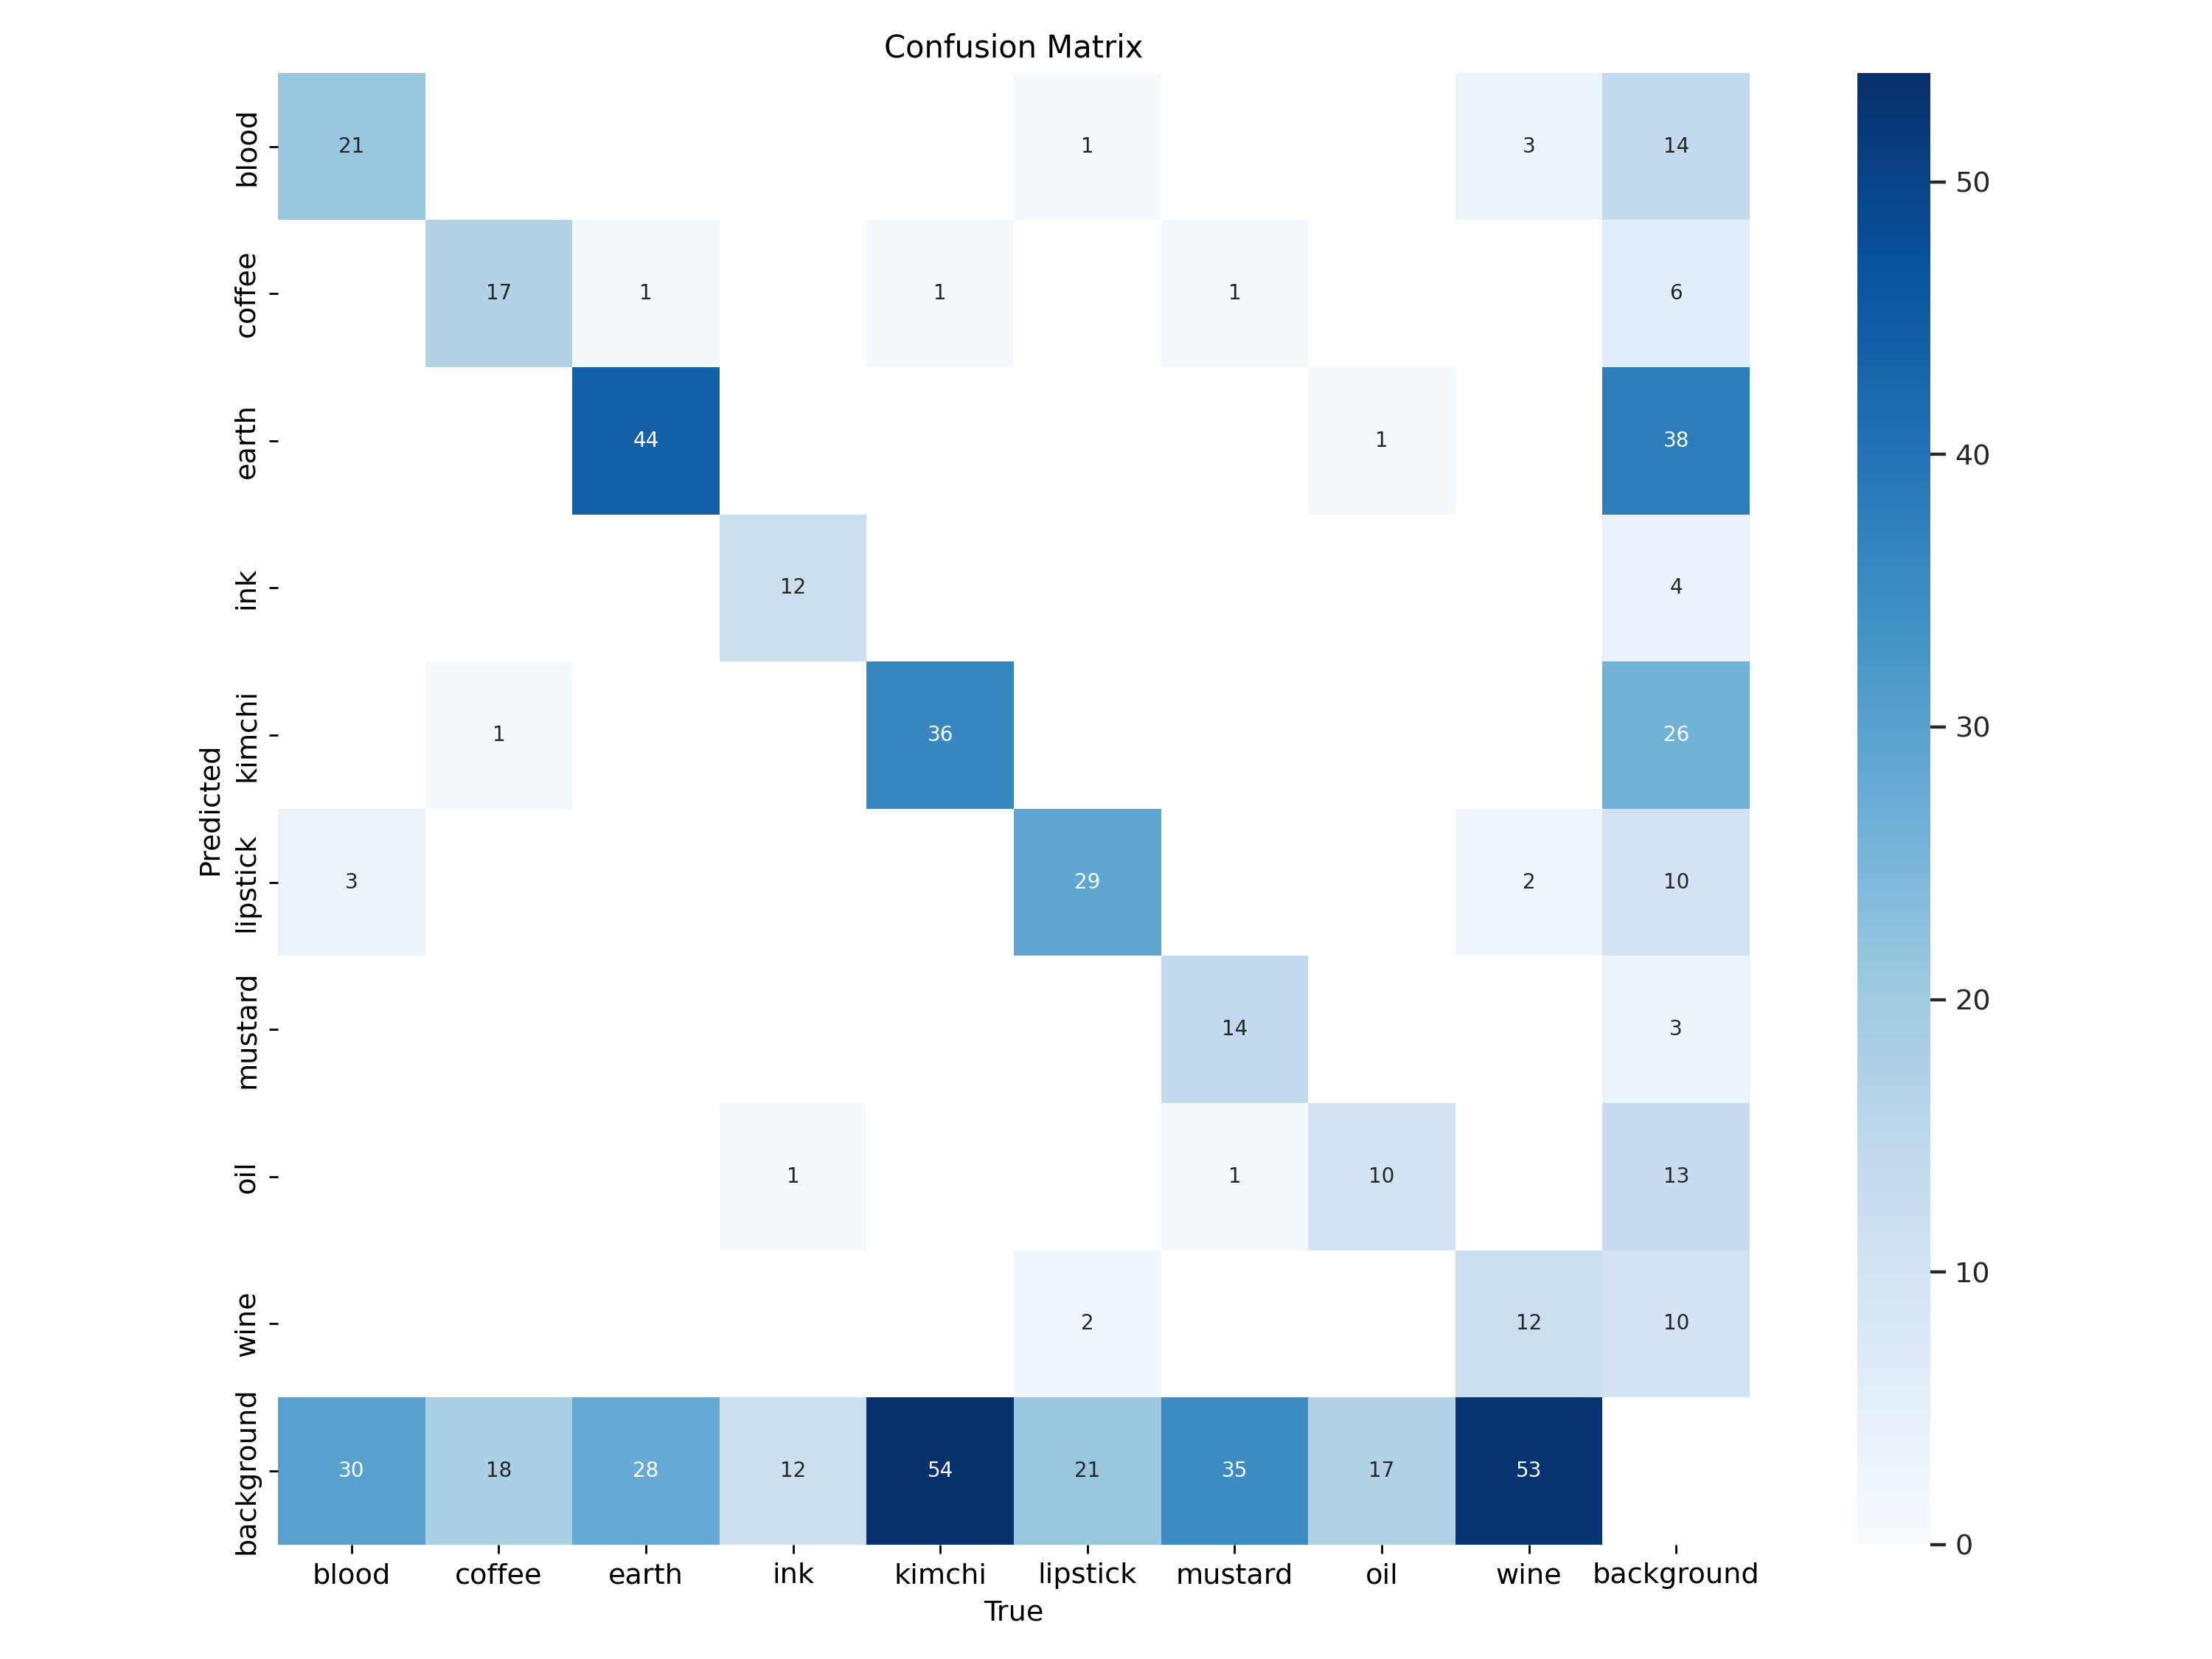 Confusion Matrix
blood 21 1 3 14
coffee 17 1 1 1 6
earth 44 1 38
ink 12 4
kimchi 1 36 26
lipstick 3 29 2 10
mustard 14 3
oil 1 1 10 13
wine 2 12 10
background 30 18 28 12 54 21 35 17 53
blood coffee earth ink kimchi lipstick mustard oil wine background
True
Predicted
50
40
30
20
10
0